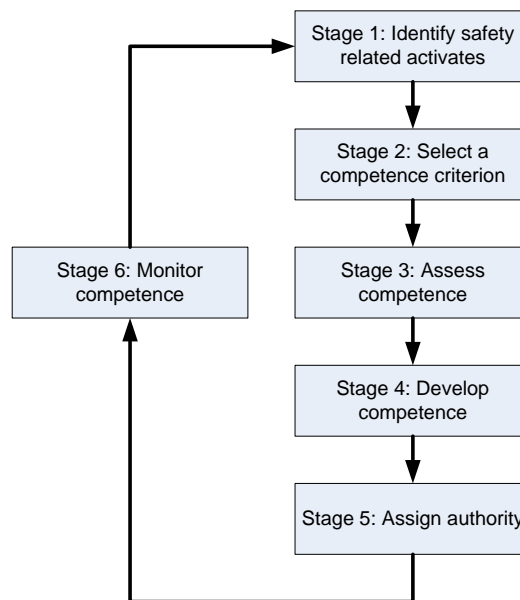 Stage 1: Identify safety
related activates
Stage 2: Select a
competence criterion
Stage 3: Assess
competence
Stage 4: Develop
competence
Stage 5: Assign authority
Stage 6: Monitor
competence